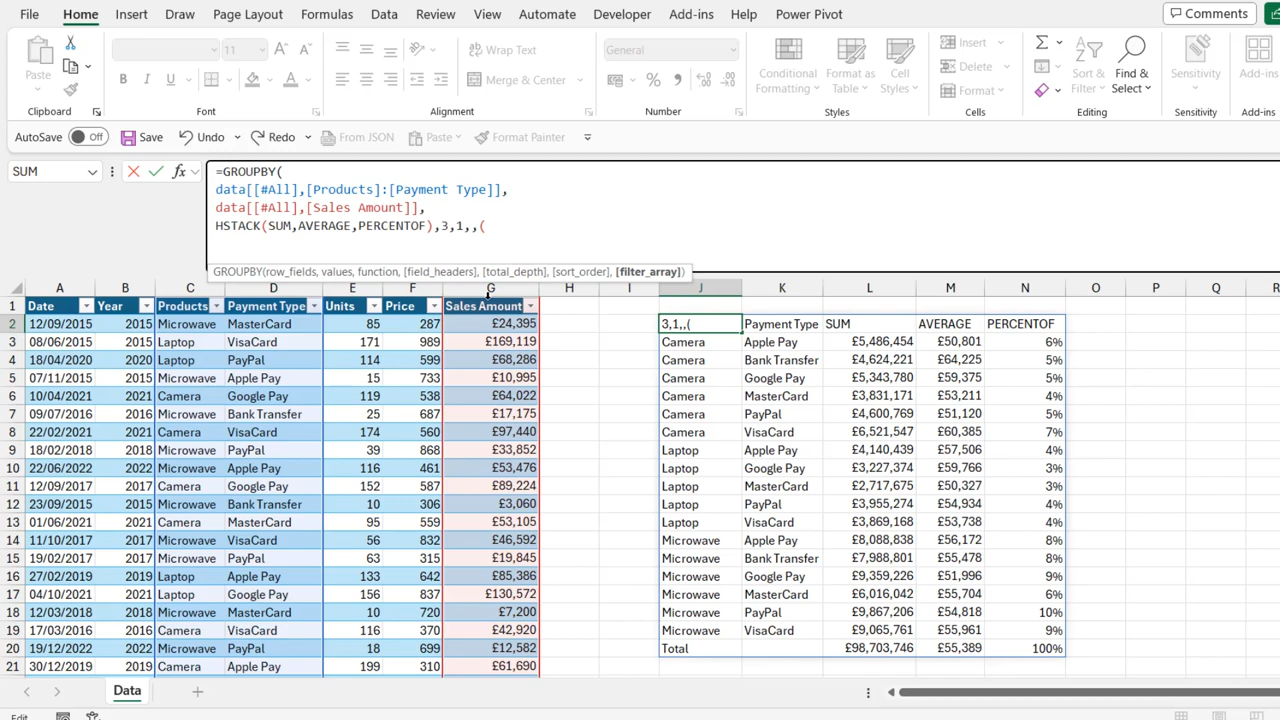 File Home Insert Draw Page Layout Formulas Data Review View Automate Developer Add-ins Help Power Pivot Comments
11 A A Wrap Text General Insert
Paste B I U A Merge & Center % Conditional Formatting Format as Table Cell Styles Delete Format Sort & Filter Find & Select Sensitivity Add-ins
Clipboard Font Alignment Number Styles Cells Editing Sensitivity Add-ins
AutoSave Off Save Undo Redo From JSON Paste Format Painter
SUM fx =GROUPBY(
data[[#All],[Products]:[Payment Type]],
data[[#All],[Sales Amount]],
HSTACK(SUM,AVERAGE,PERCENTOF),3,1,,(
GROUPBY(row_fields, values, function, [field_headers], [total_depth], [sort_order], [filter_array])
A B C D E F G H I J K L M N O P Q R
1 Date Year Products Payment Type Units Price Sales Amount
2 12/09/2015 2015 Microwave MasterCard 85 287 £24,395 3,1,,( Payment Type SUM AVERAGE PERCENTOF
3 08/06/2015 2015 Laptop VisaCard 171 989 £169,119 Camera Apple Pay £5,486,454 £50,801 6%
4 18/04/2020 2020 Laptop PayPal 114 599 £68,286 Camera Bank Transfer £4,624,221 £64,225 5%
5 07/11/2015 2015 Microwave Apple Pay 15 733 £10,995 Camera Google Pay £5,343,780 £59,375 5%
6 10/04/2021 2021 Camera Google Pay 119 538 £64,022 Camera MasterCard £3,831,171 £53,211 4%
7 09/07/2016 2016 Microwave Bank Transfer 25 687 £17,175 Camera PayPal £4,600,769 £51,120 5%
8 22/02/2021 2021 Camera VisaCard 174 560 £97,440 Camera VisaCard £6,521,547 £60,385 7%
9 18/02/2018 2018 Microwave PayPal 39 868 £33,852 Laptop Apple Pay £4,140,439 £57,506 4%
10 22/06/2022 2022 Microwave Apple Pay 116 461 £53,476 Laptop Google Pay £3,227,374 £59,766 3%
11 12/09/2017 2017 Camera Google Pay 152 587 £89,224 Laptop MasterCard £2,717,675 £50,327 3%
12 23/09/2015 2015 Microwave Bank Transfer 10 306 £3,060 Laptop PayPal £3,955,274 £54,934 4%
13 01/06/2021 2021 Camera MasterCard 95 559 £53,105 Laptop VisaCard £3,869,168 £53,738 4%
14 11/10/2017 2017 Microwave VisaCard 56 832 £46,592 Microwave Apple Pay £8,088,838 £56,172 8%
15 19/02/2017 2017 Microwave PayPal 63 315 £19,845 Microwave Bank Transfer £7,988,801 £55,478 8%
16 27/02/2019 2019 Laptop Apple Pay 133 642 £85,386 Microwave Google Pay £9,359,226 £51,996 9%
17 04/10/2021 2021 Laptop Google Pay 156 837 £130,572 Microwave MasterCard £6,016,042 £55,704 6%
18 12/03/2018 2018 Microwave MasterCard 10 720 £7,200 Microwave PayPal £9,867,206 £54,818 10%
19 17/03/2016 2016 Camera VisaCard 116 370 £42,920 Microwave VisaCard £9,065,761 £55,961 9%
20 19/12/2022 2022 Microwave PayPal 18 699 £12,582 Total £98,703,746 £55,389 100%
21 30/12/2019 2019 Camera Apple Pay 199 310 £61,690
Data
Edit